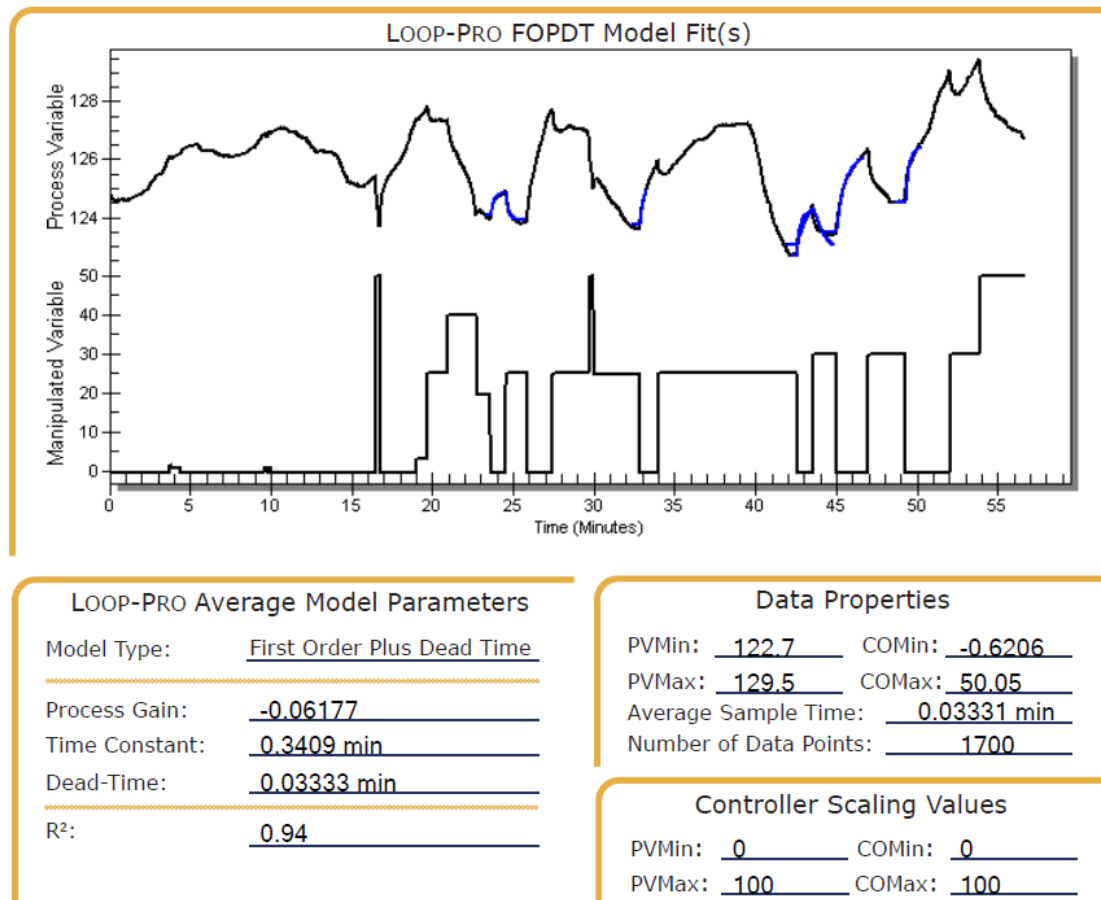 LOOP-PRO FOPDT Model Fit(s)
Process Variable
128
126
124
Manipulated Variable
50
40
30
20
10
0
0 5 10 15 20 25 30 35 40 45 50 55
Time (Minutes)
LOOP-PRO Average Model Parameters
Model Type: First Order Plus Dead Time
Process Gain: -0.06177
Time Constant: 0.3409 min
Dead-Time: 0.03333 min
R²: 0.94
Data Properties
PVMin: 122.7 COMin: -0.6206
PVMax: 129.5 COMax: 50.05
Average Sample Time: 0.03331 min
Number of Data Points: 1700
Controller Scaling Values
PVMin: 0 COMin: 0
PVMax: 100 COMax: 100